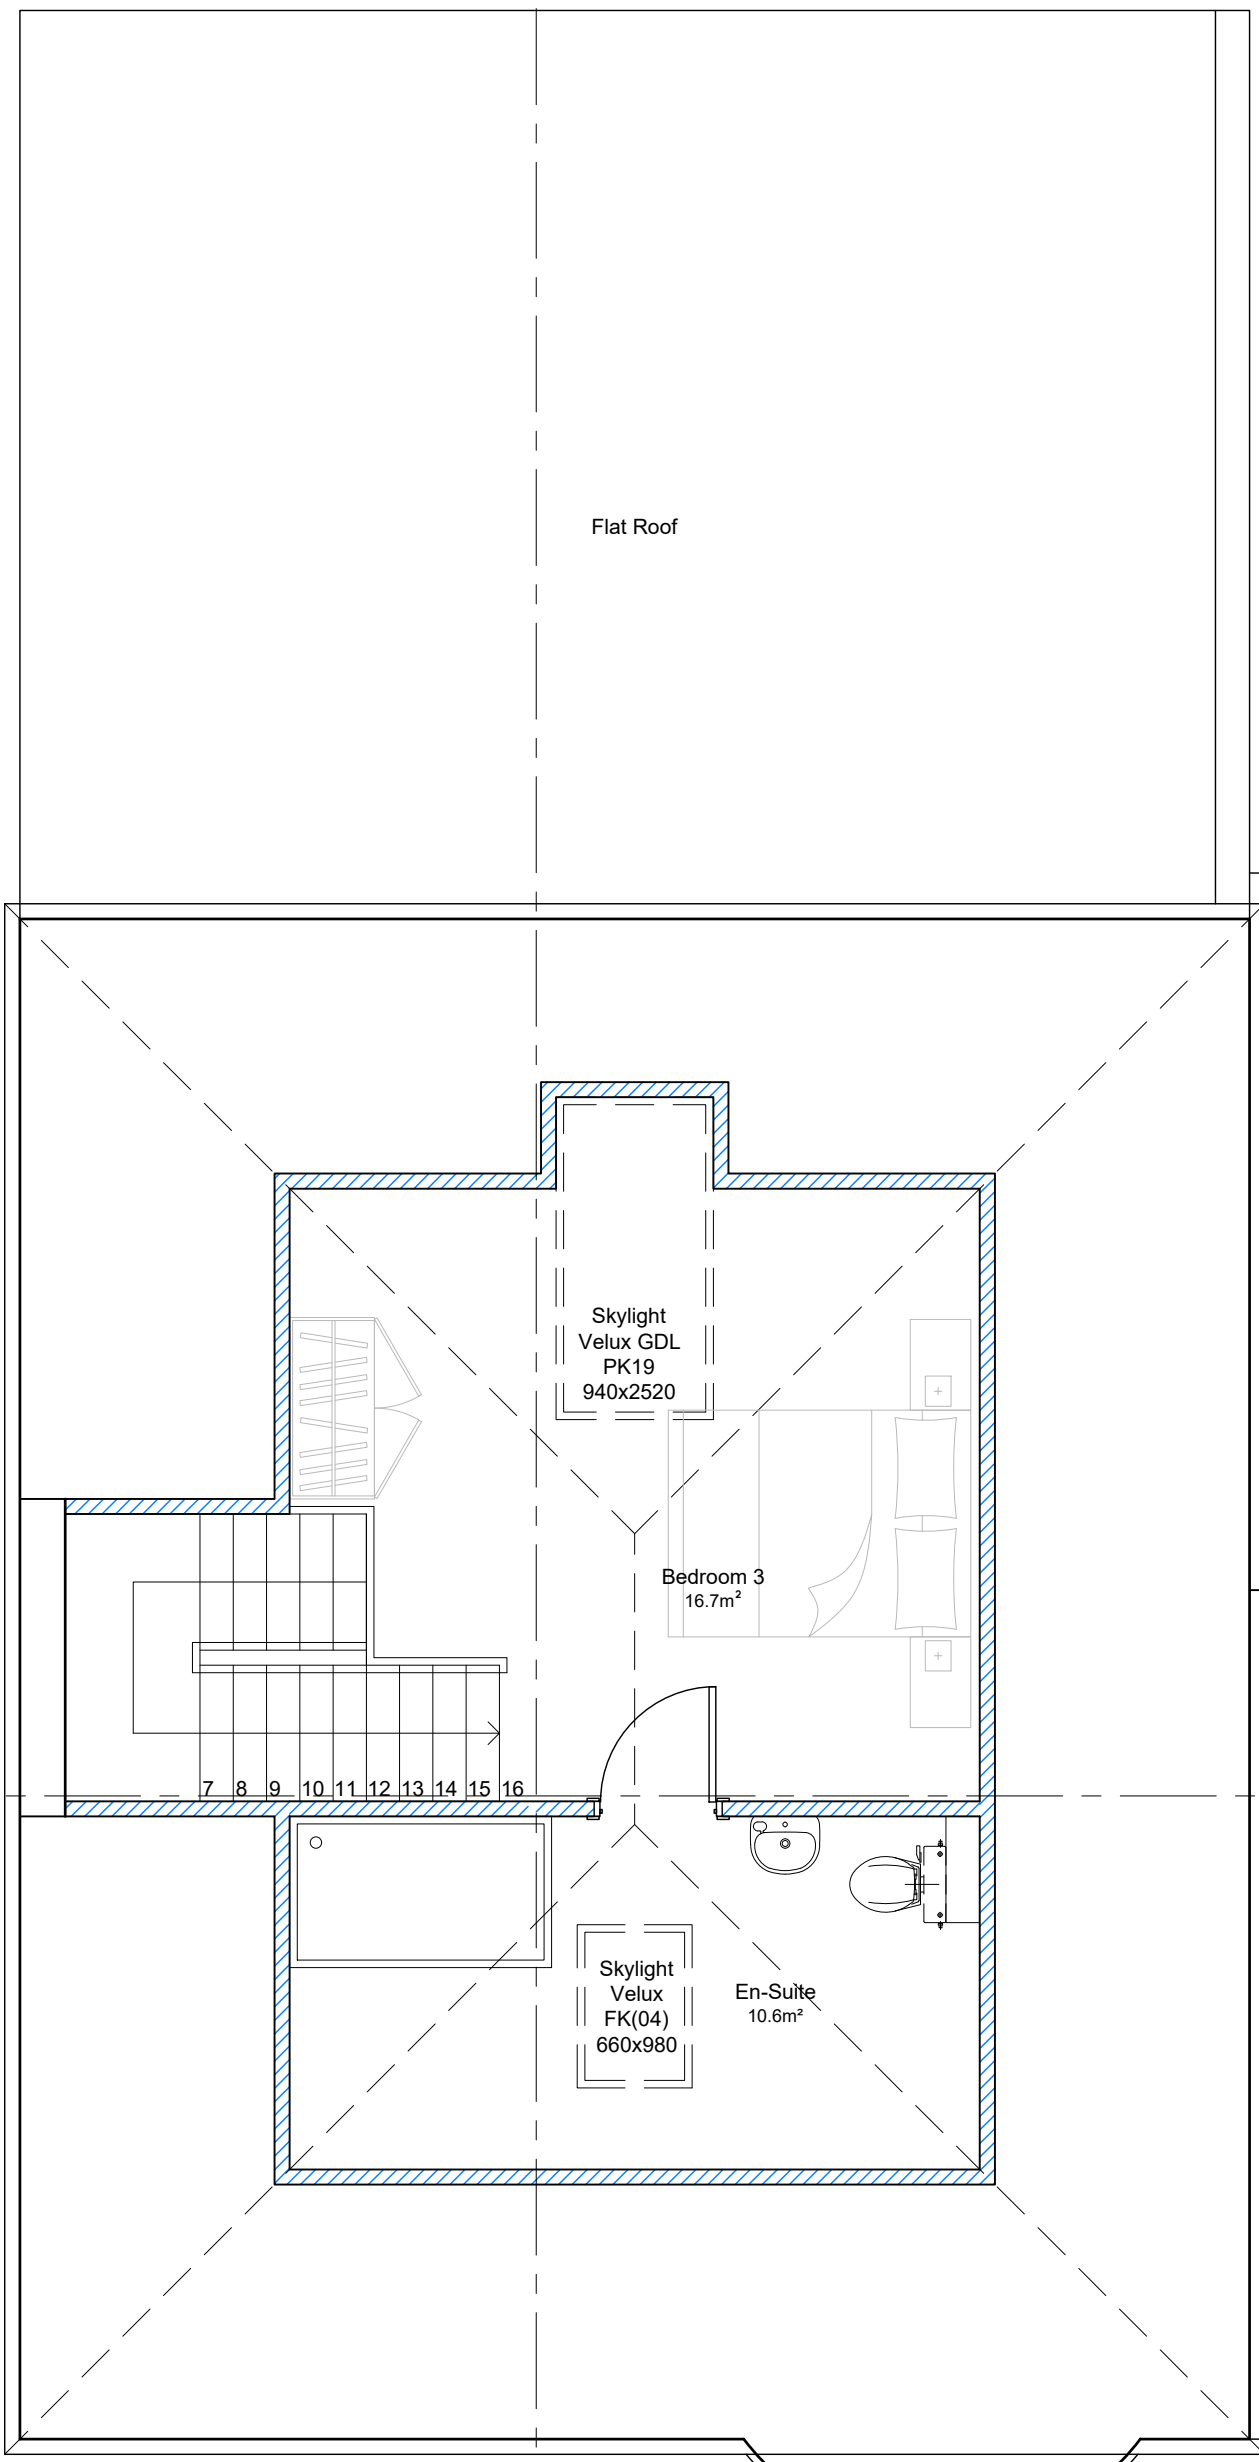 Flat Roof
Skylight
Velux GDL
PK19
940x2520
Bedroom 3
16.7m²
7 8 9 10 11 12 13 14 15 16
Skylight
Velux
FK(04)
660x980
En-Suite
10.6m²